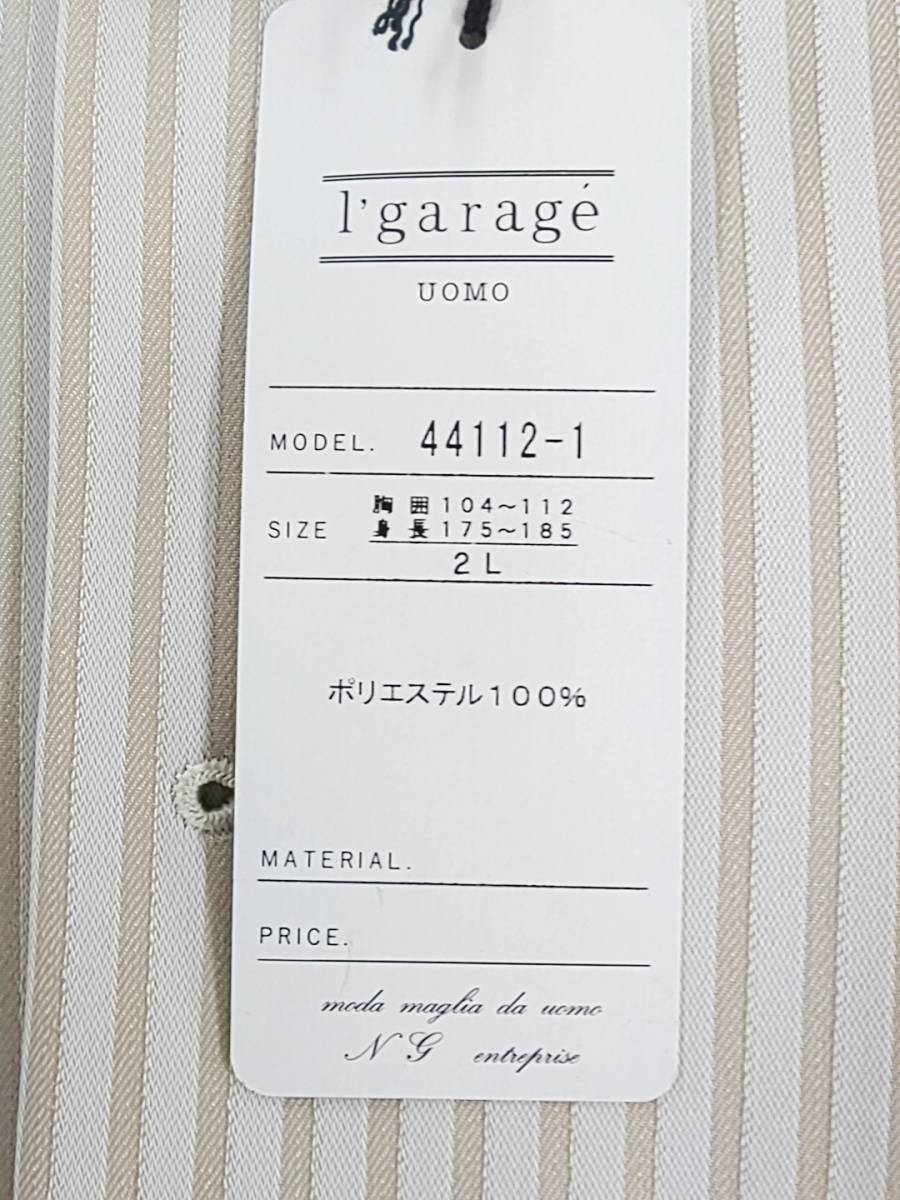 l'garagé
UOMO
MODEL. 44112-1
胸囲104~112
SIZE 身長175~185
2L
ポリエステル100%
MATERIAL.
PRICE.
moda maglia da uomo
NG entreprise